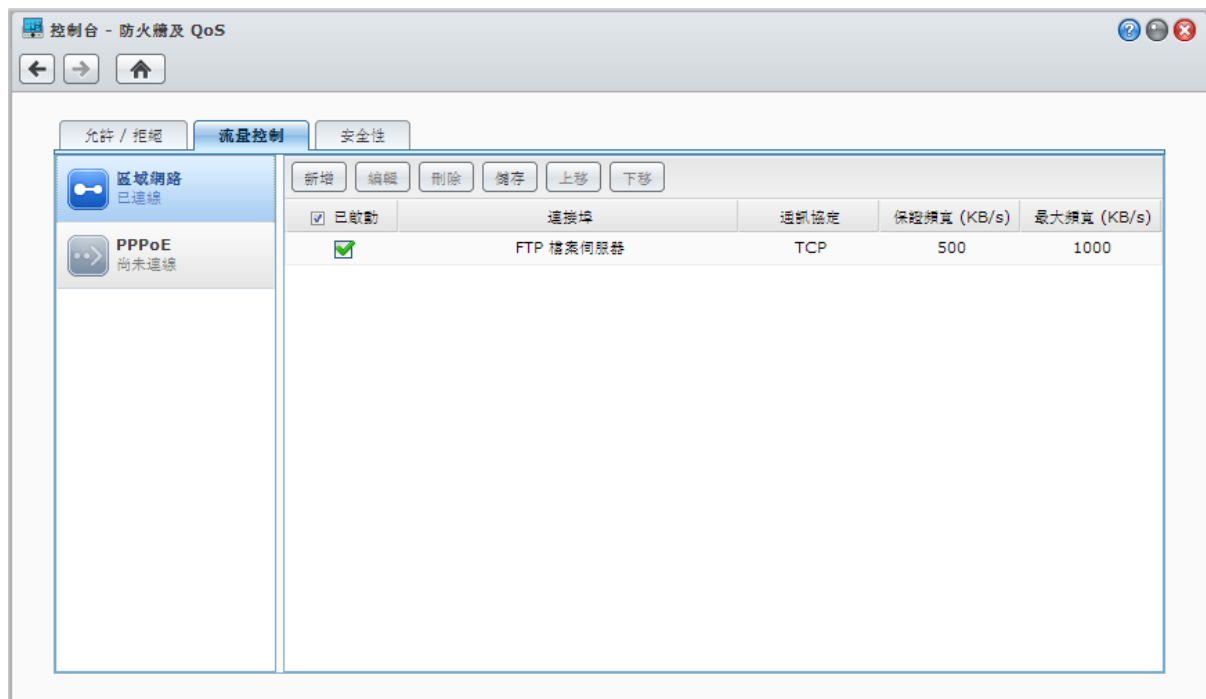 控制台 - 防火牆及 QoS
允許 / 拒絕 流量控制 安全性
區域網路
已連線
PPPoE
尚未連線
新增 編輯 刪除 儲存 上移 下移
已啟動 連接埠 通訊協定 保證頻寬 (KB/s) 最大頻寬 (KB/s)
FTP 檔案伺服器 TCP 500 1000